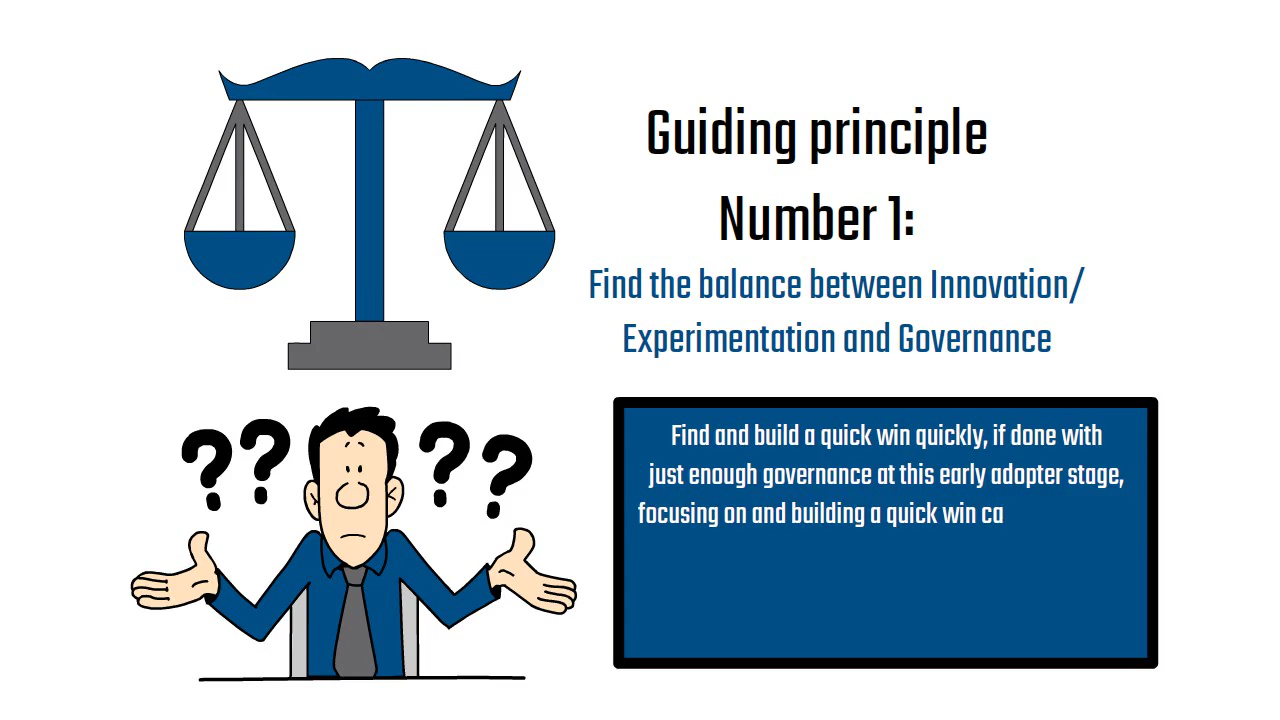 Guiding principle
Number 1:
Find the balance between Innovation/
Experimentation and Governance
?? ??
Find and build a quick win quickly, if done with
just enough governance at this early adopter stage,
focusing on and building a quick win ca